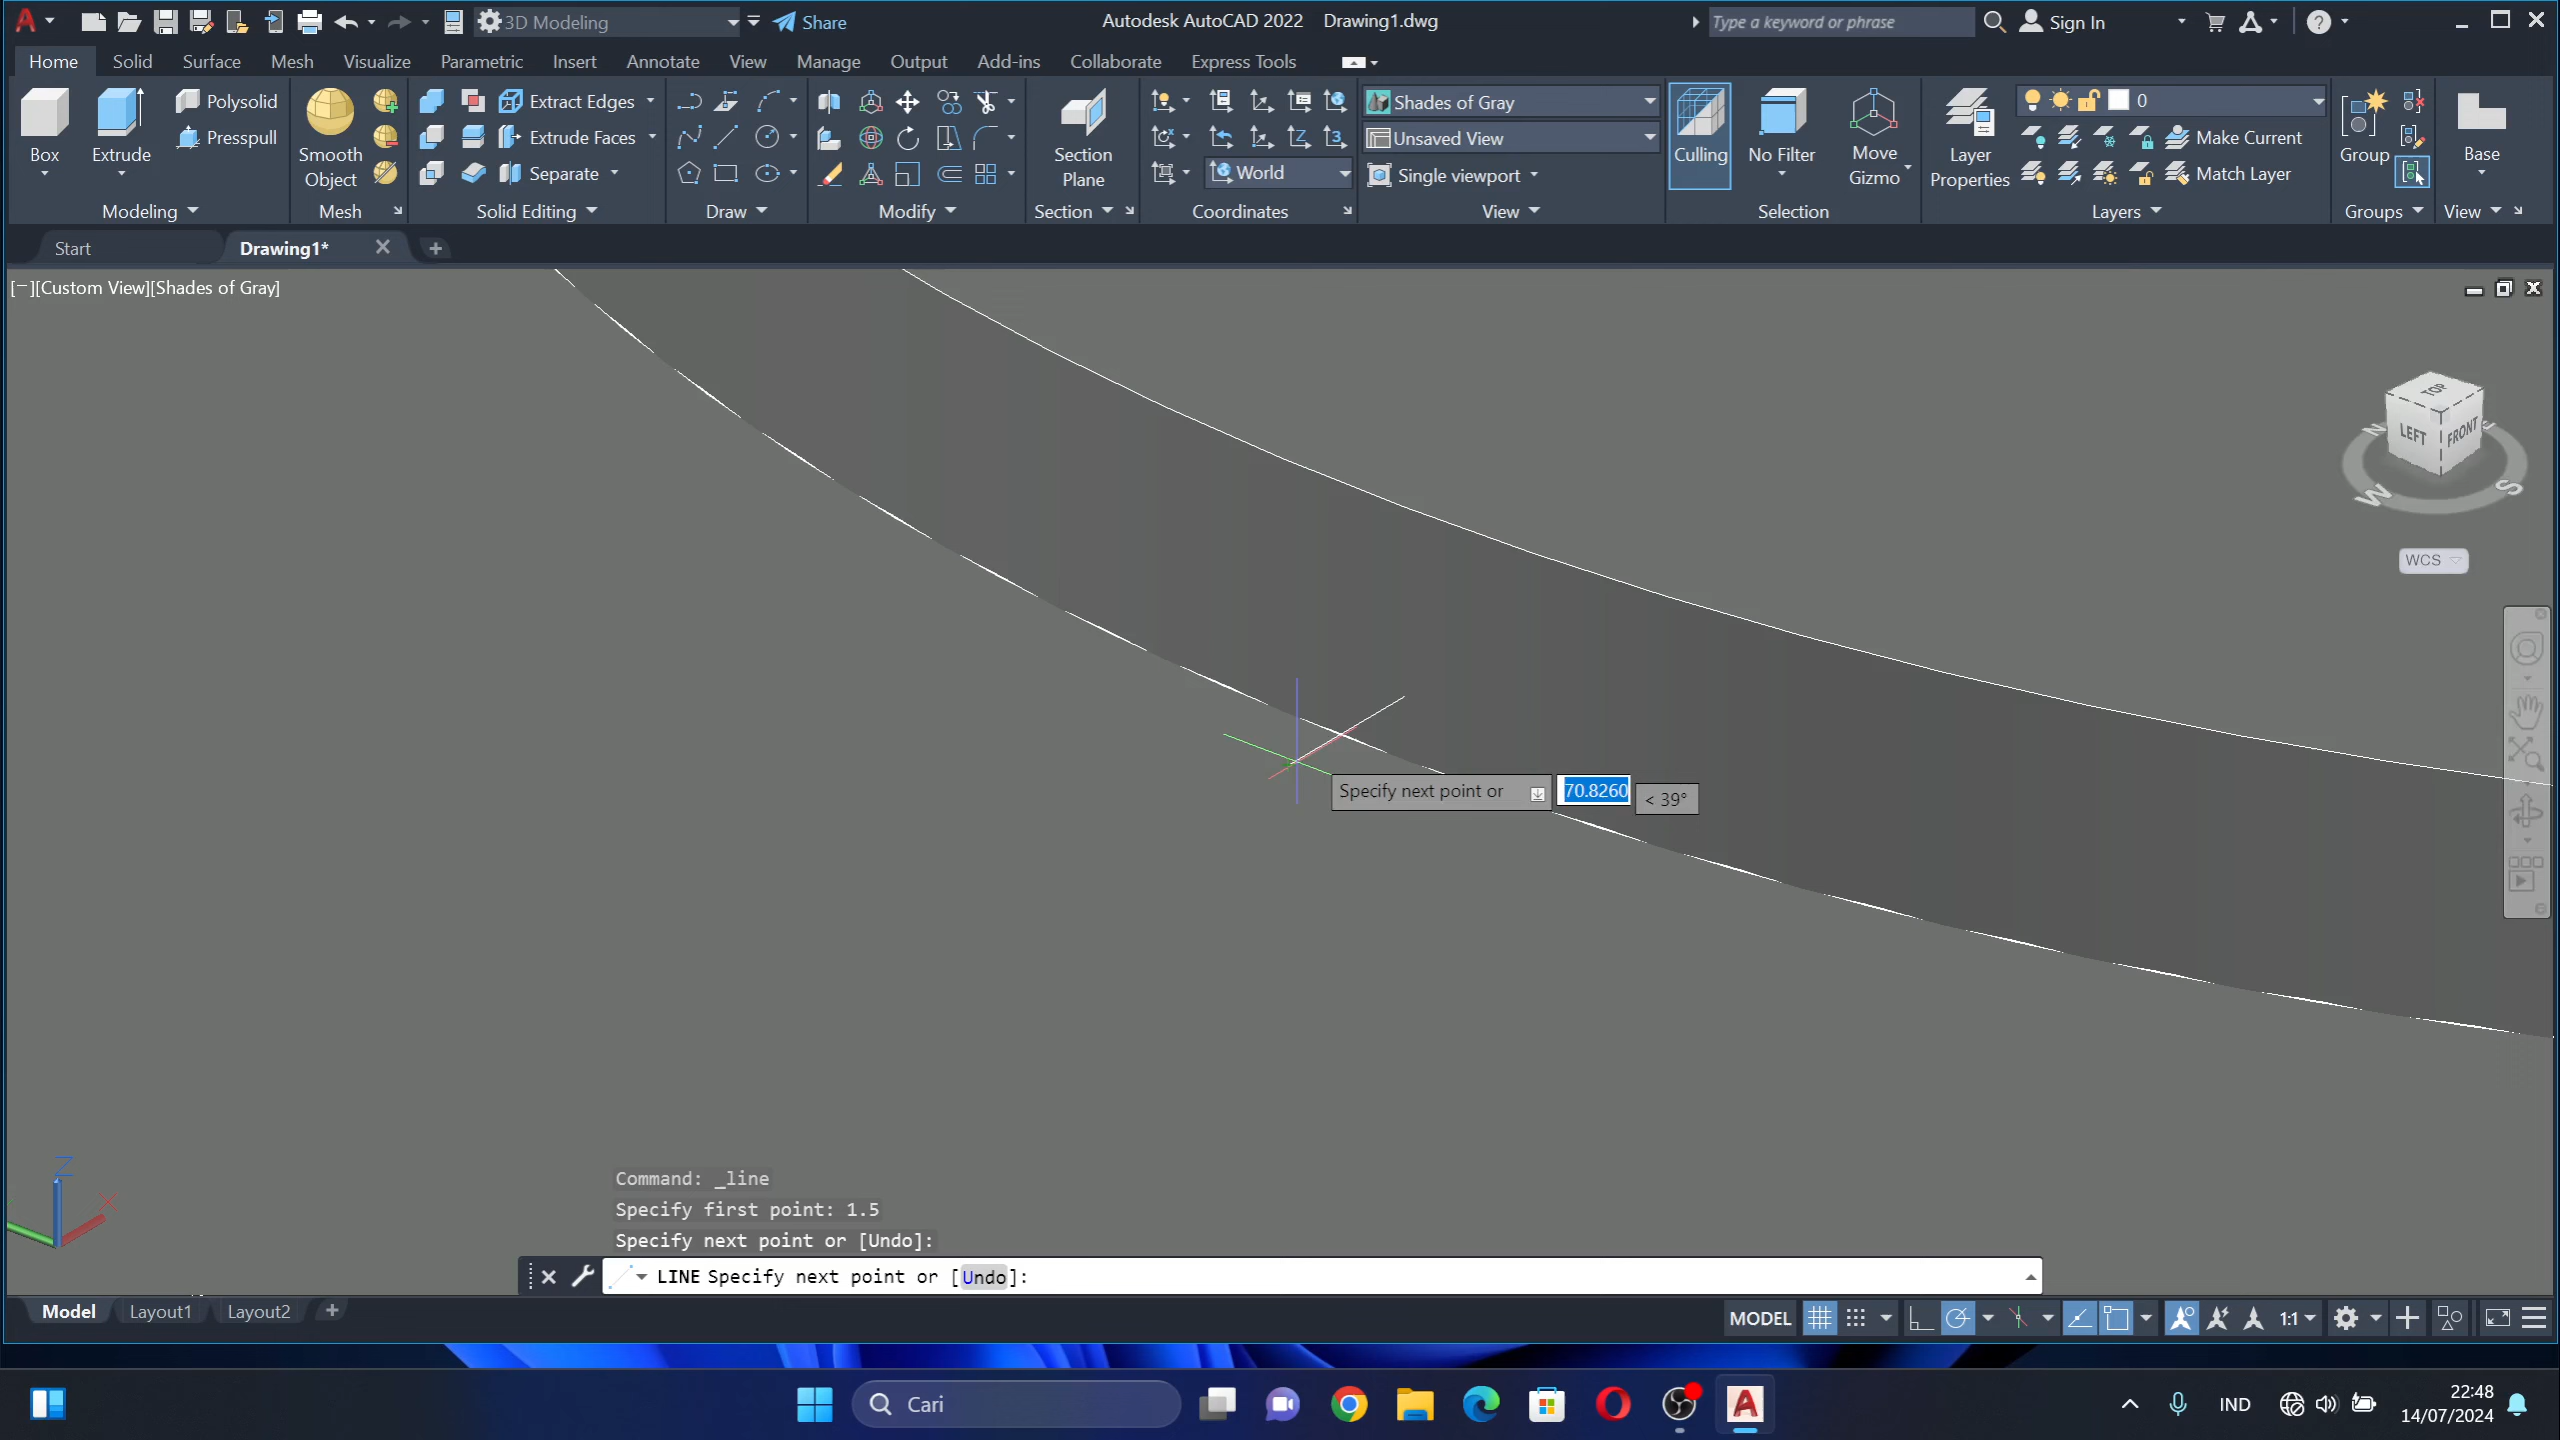 3D Modeling
Share
Autodesk AutoCAD 2022 Drawing1.dwg
Type a keyword or phrase
Sign In
Home Solid Surface Mesh Visualize Parametric Insert Annotate View Manage Output Add-ins Collaborate Express Tools
Box
Extrude
Polysolid
Presspull
Modeling
Smooth
Object
Mesh
Extract Edges
Extrude Faces
Separate
Solid Editing
Draw
Modify
Section
Plane
Section
World
Coordinates
Shades of Gray
Unsaved View
Single viewport
View
Culling
No Filter
Move
Gizmo
Selection
Layer
Properties
0
Make Current
Match Layer
Layers
Group
Groups
Base
View
Start
Drawing1*
[−][Custom View][Shades of Gray]
TOP
LEFT
FRONT
N
W
S
WCS
Specify next point or 70.8260 < 39°
Z
X
Command: _line
Specify first point: 1.5
Specify next point or [Undo]:
LINE Specify next point or [Undo]:
Model Layout1 Layout2
MODEL
1:1
Cari
IND
22:48
14/07/2024